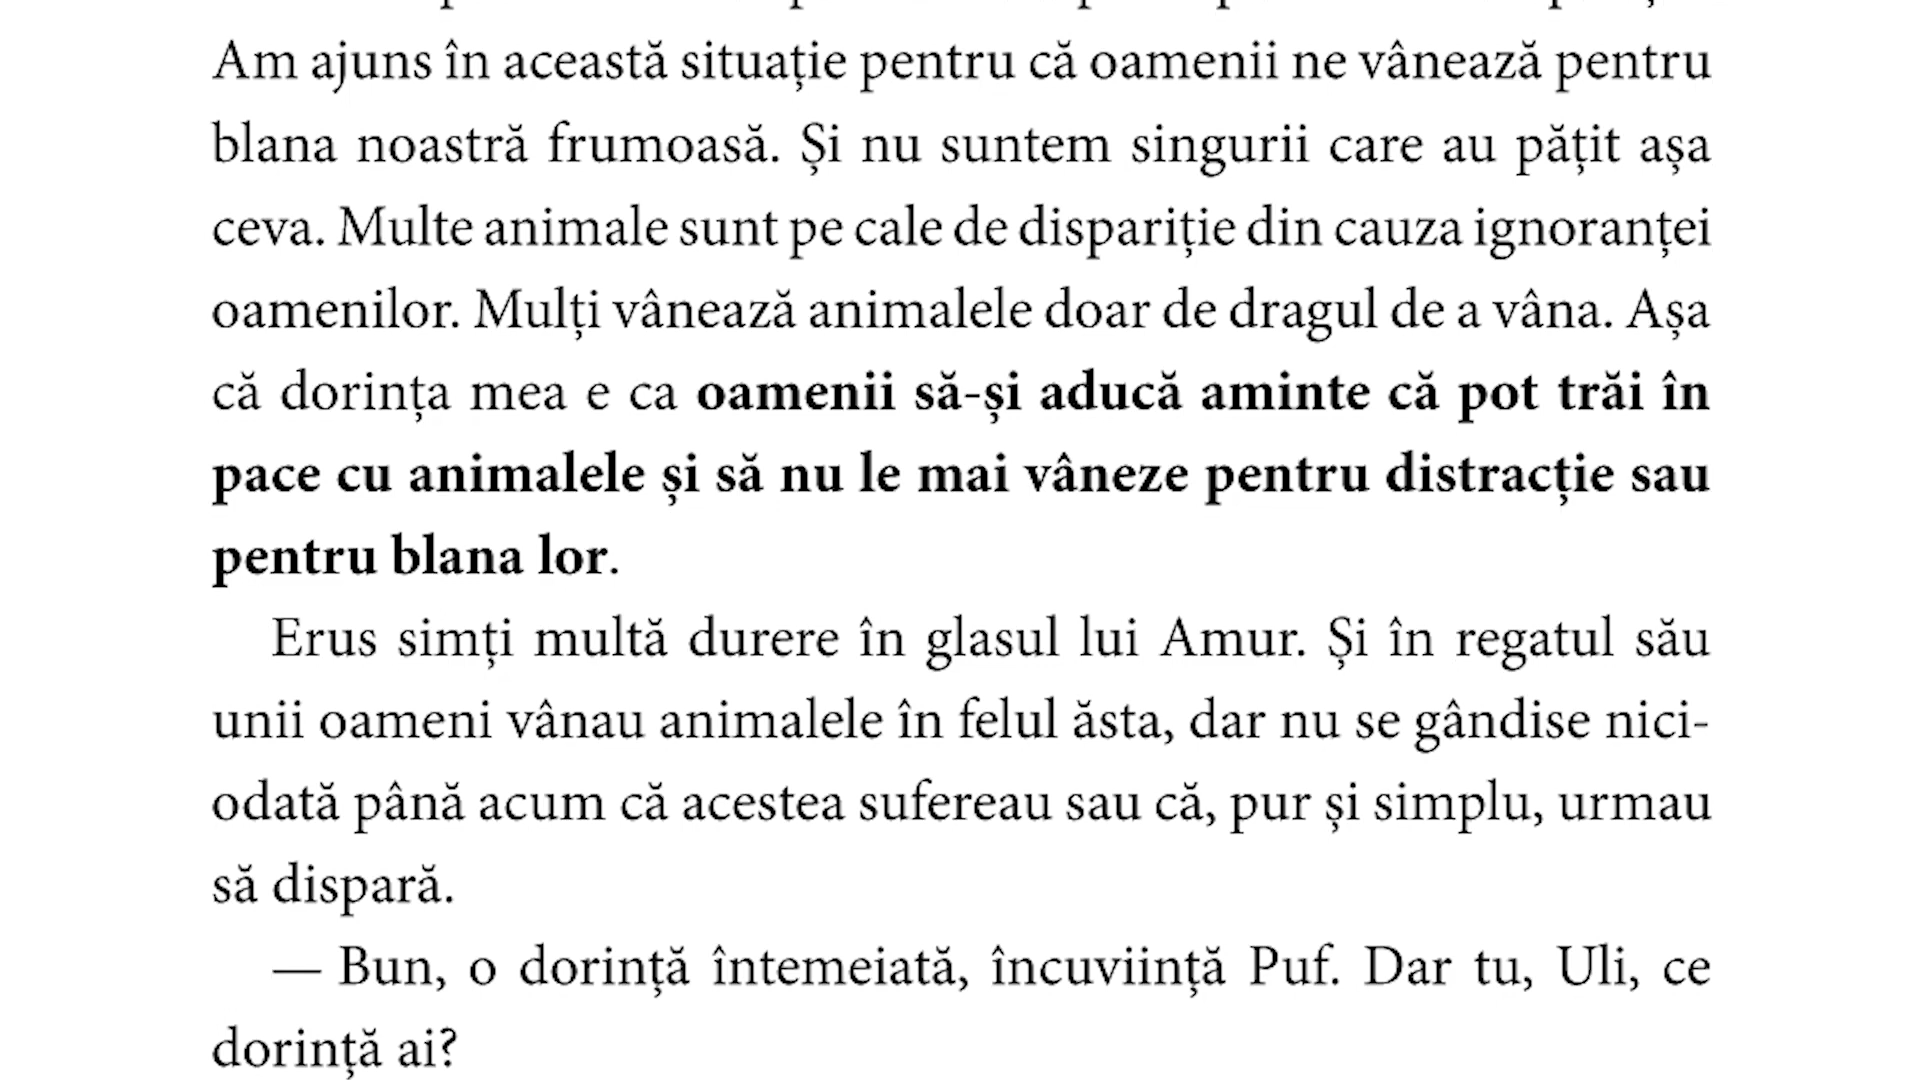 Am ajuns în această situație pentru că oamenii ne vânează pentru
blana noastră frumoasă. Și nu suntem singurii care au pățit așa
ceva. Multe animale sunt pe cale de dispariție din cauza ignoranței
oamenilor. Mulți vânează animalele doar de dragul de a vâna. Așa
că dorința mea e ca oamenii să-și aducă aminte că pot trăi în
pace cu animalele și să nu le mai vâneze pentru distracție sau
pentru blana lor.
Erus simți multă durere în glasul lui Amur. Și în regatul său
unii oameni vânau animalele în felul ăsta, dar nu se gândise nici-
odată până acum că acestea sufereau sau că, pur și simplu, urmau
să dispară.
— Bun, o dorință întemeiată, încuviință Puf. Dar tu, Uli, ce
dorință ai?